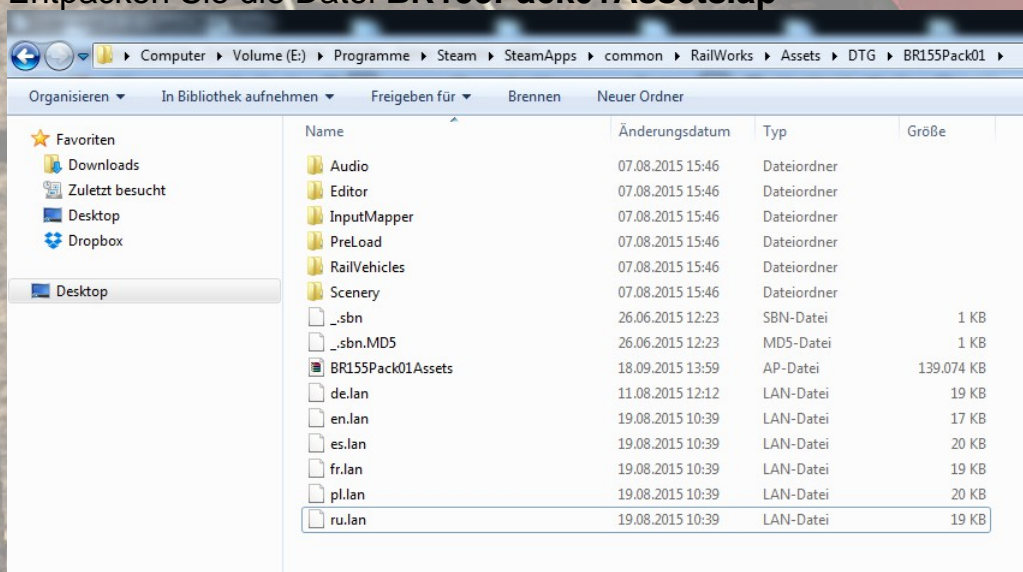 Entpacken Sie die Datei BR155Pack01Assets.ap
Computer ▸ Volume (E:) ▸ Programme ▸ Steam ▸ SteamApps ▸ common ▸ RailWorks ▸ Assets ▸ DTG ▸ BR155Pack01 ▸
Organisieren ▾ In Bibliothek aufnehmen ▾ Freigeben für ▾ Brennen Neuer Ordner
Favoriten
Downloads
Zuletzt besucht
Desktop
Dropbox
Desktop
Name Änderungsdatum Typ Größe
Audio 07.08.2015 15:46 Dateiordner
Editor 07.08.2015 15:46 Dateiordner
InputMapper 07.08.2015 15:46 Dateiordner
PreLoad 07.08.2015 15:46 Dateiordner
RailVehicles 07.08.2015 15:46 Dateiordner
Scenery 07.08.2015 15:46 Dateiordner
_.sbn 26.06.2015 12:23 SBN-Datei 1 KB
_.sbn.MD5 26.06.2015 12:23 MD5-Datei 1 KB
BR155Pack01Assets 18.09.2015 13:59 AP-Datei 139.074 KB
de.lan 11.08.2015 12:12 LAN-Datei 19 KB
en.lan 19.08.2015 10:39 LAN-Datei 17 KB
es.lan 19.08.2015 10:39 LAN-Datei 20 KB
fr.lan 19.08.2015 10:39 LAN-Datei 19 KB
pl.lan 19.08.2015 10:39 LAN-Datei 20 KB
ru.lan 19.08.2015 10:39 LAN-Datei 19 KB